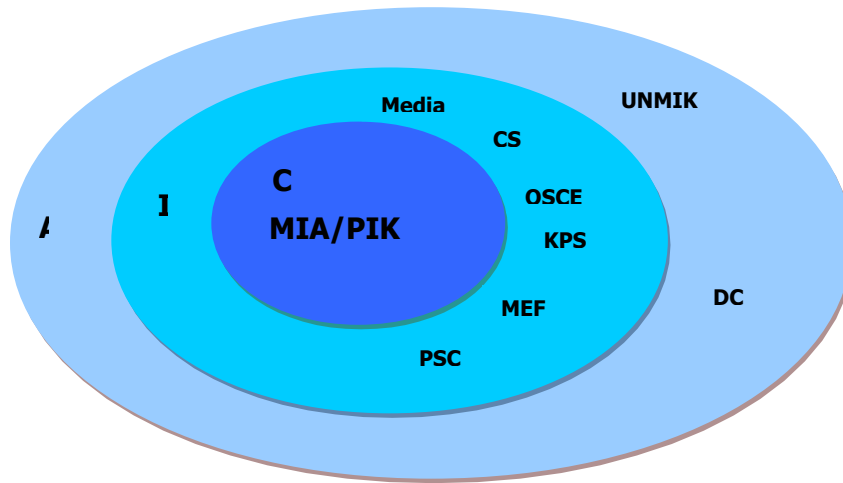 Media
UNMIK
CS
C
I
OSCE
A
MIA/PIK
KPS
DC
MEF
PSC